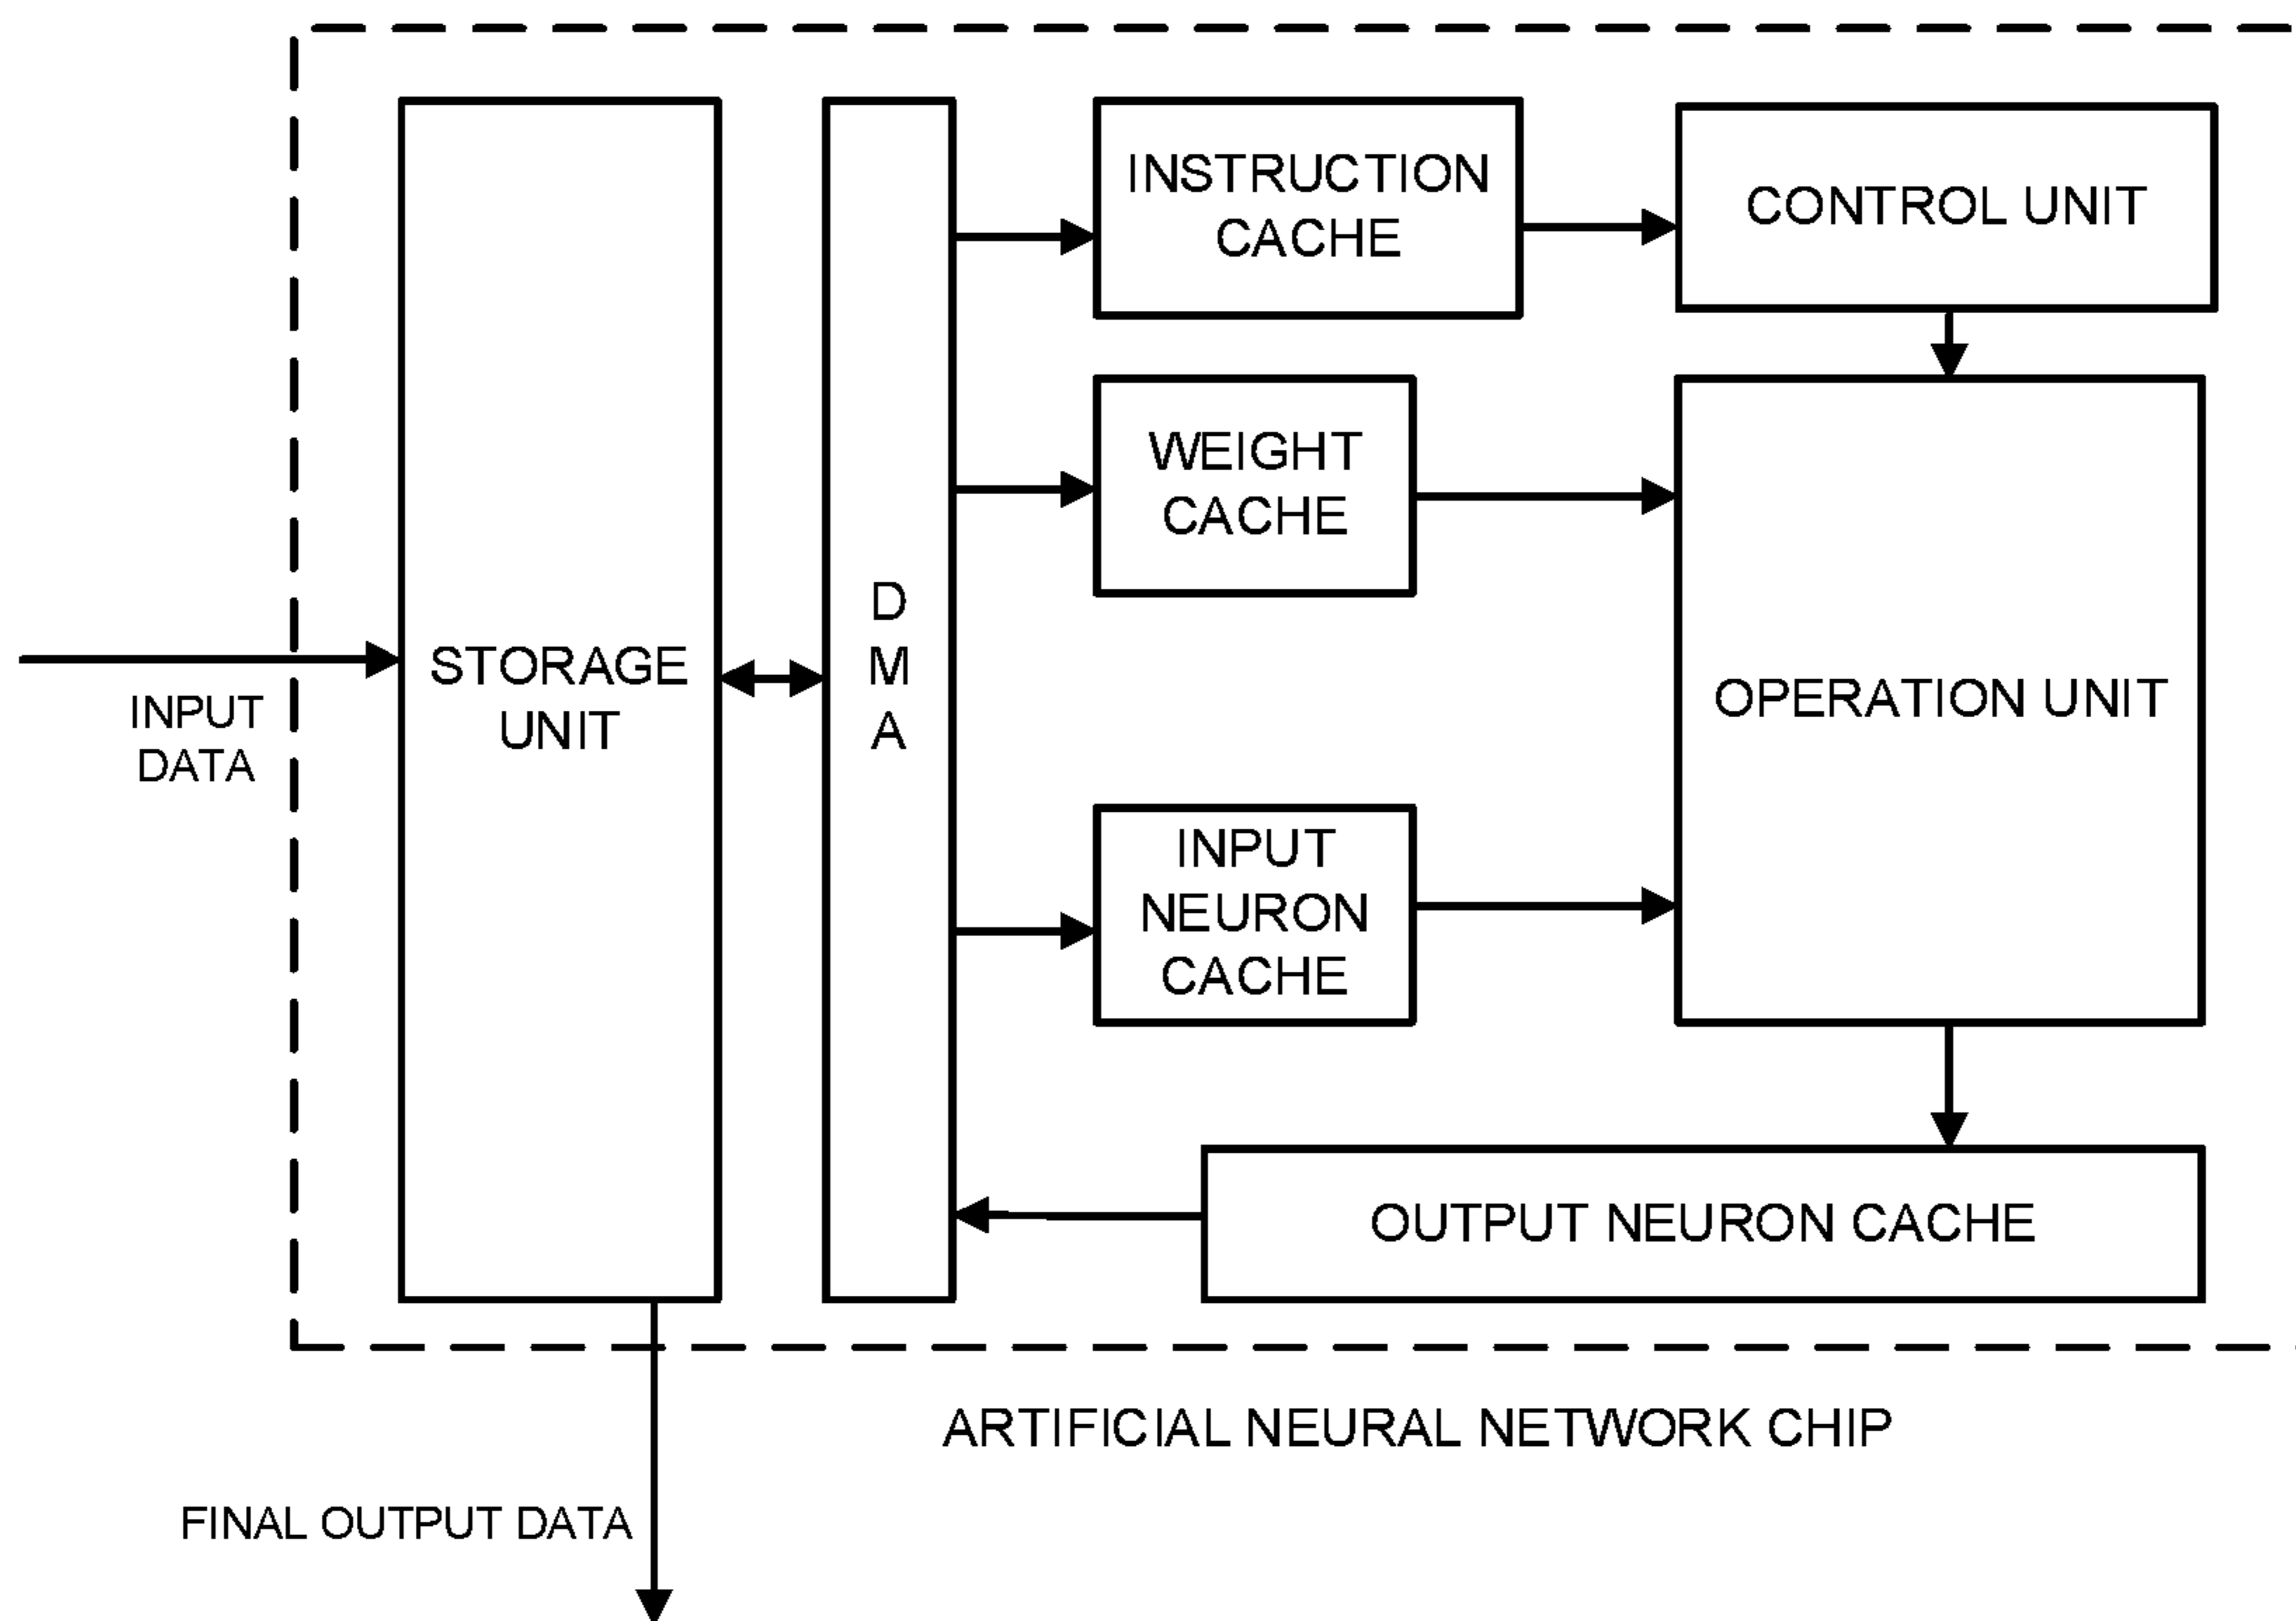 INSTRUCTION
CACHE
CONTROL UNIT
WEIGHT
CACHE
D
M
A
STORAGE
UNIT
INPUT
DATA
OPERATION UNIT
INPUT
NEURON
CACHE
OUTPUT NEURON CACHE
ARTIFICIAL NEURAL NETWORK CHIP
FINAL OUTPUT DATA